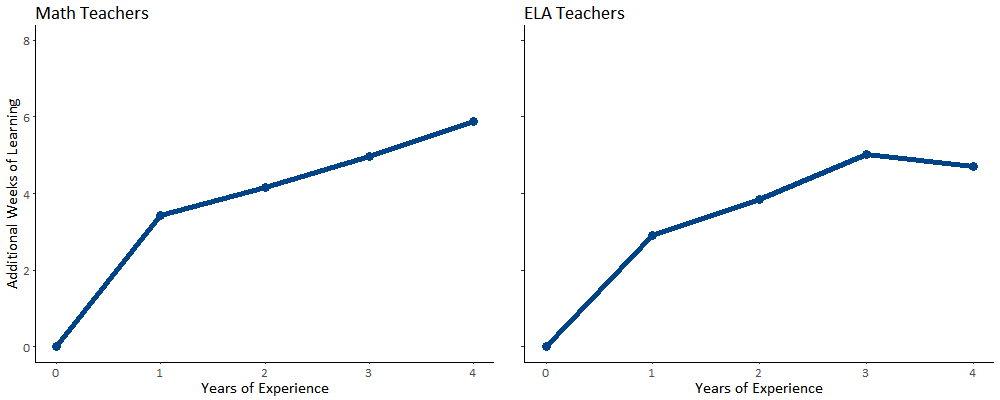 Math Teachers
ELA Teachers
Additional Weeks of Learning
8
6
4
2
0
0 1 2 3 4
Years of Experience
0 1 2 3 4
Years of Experience